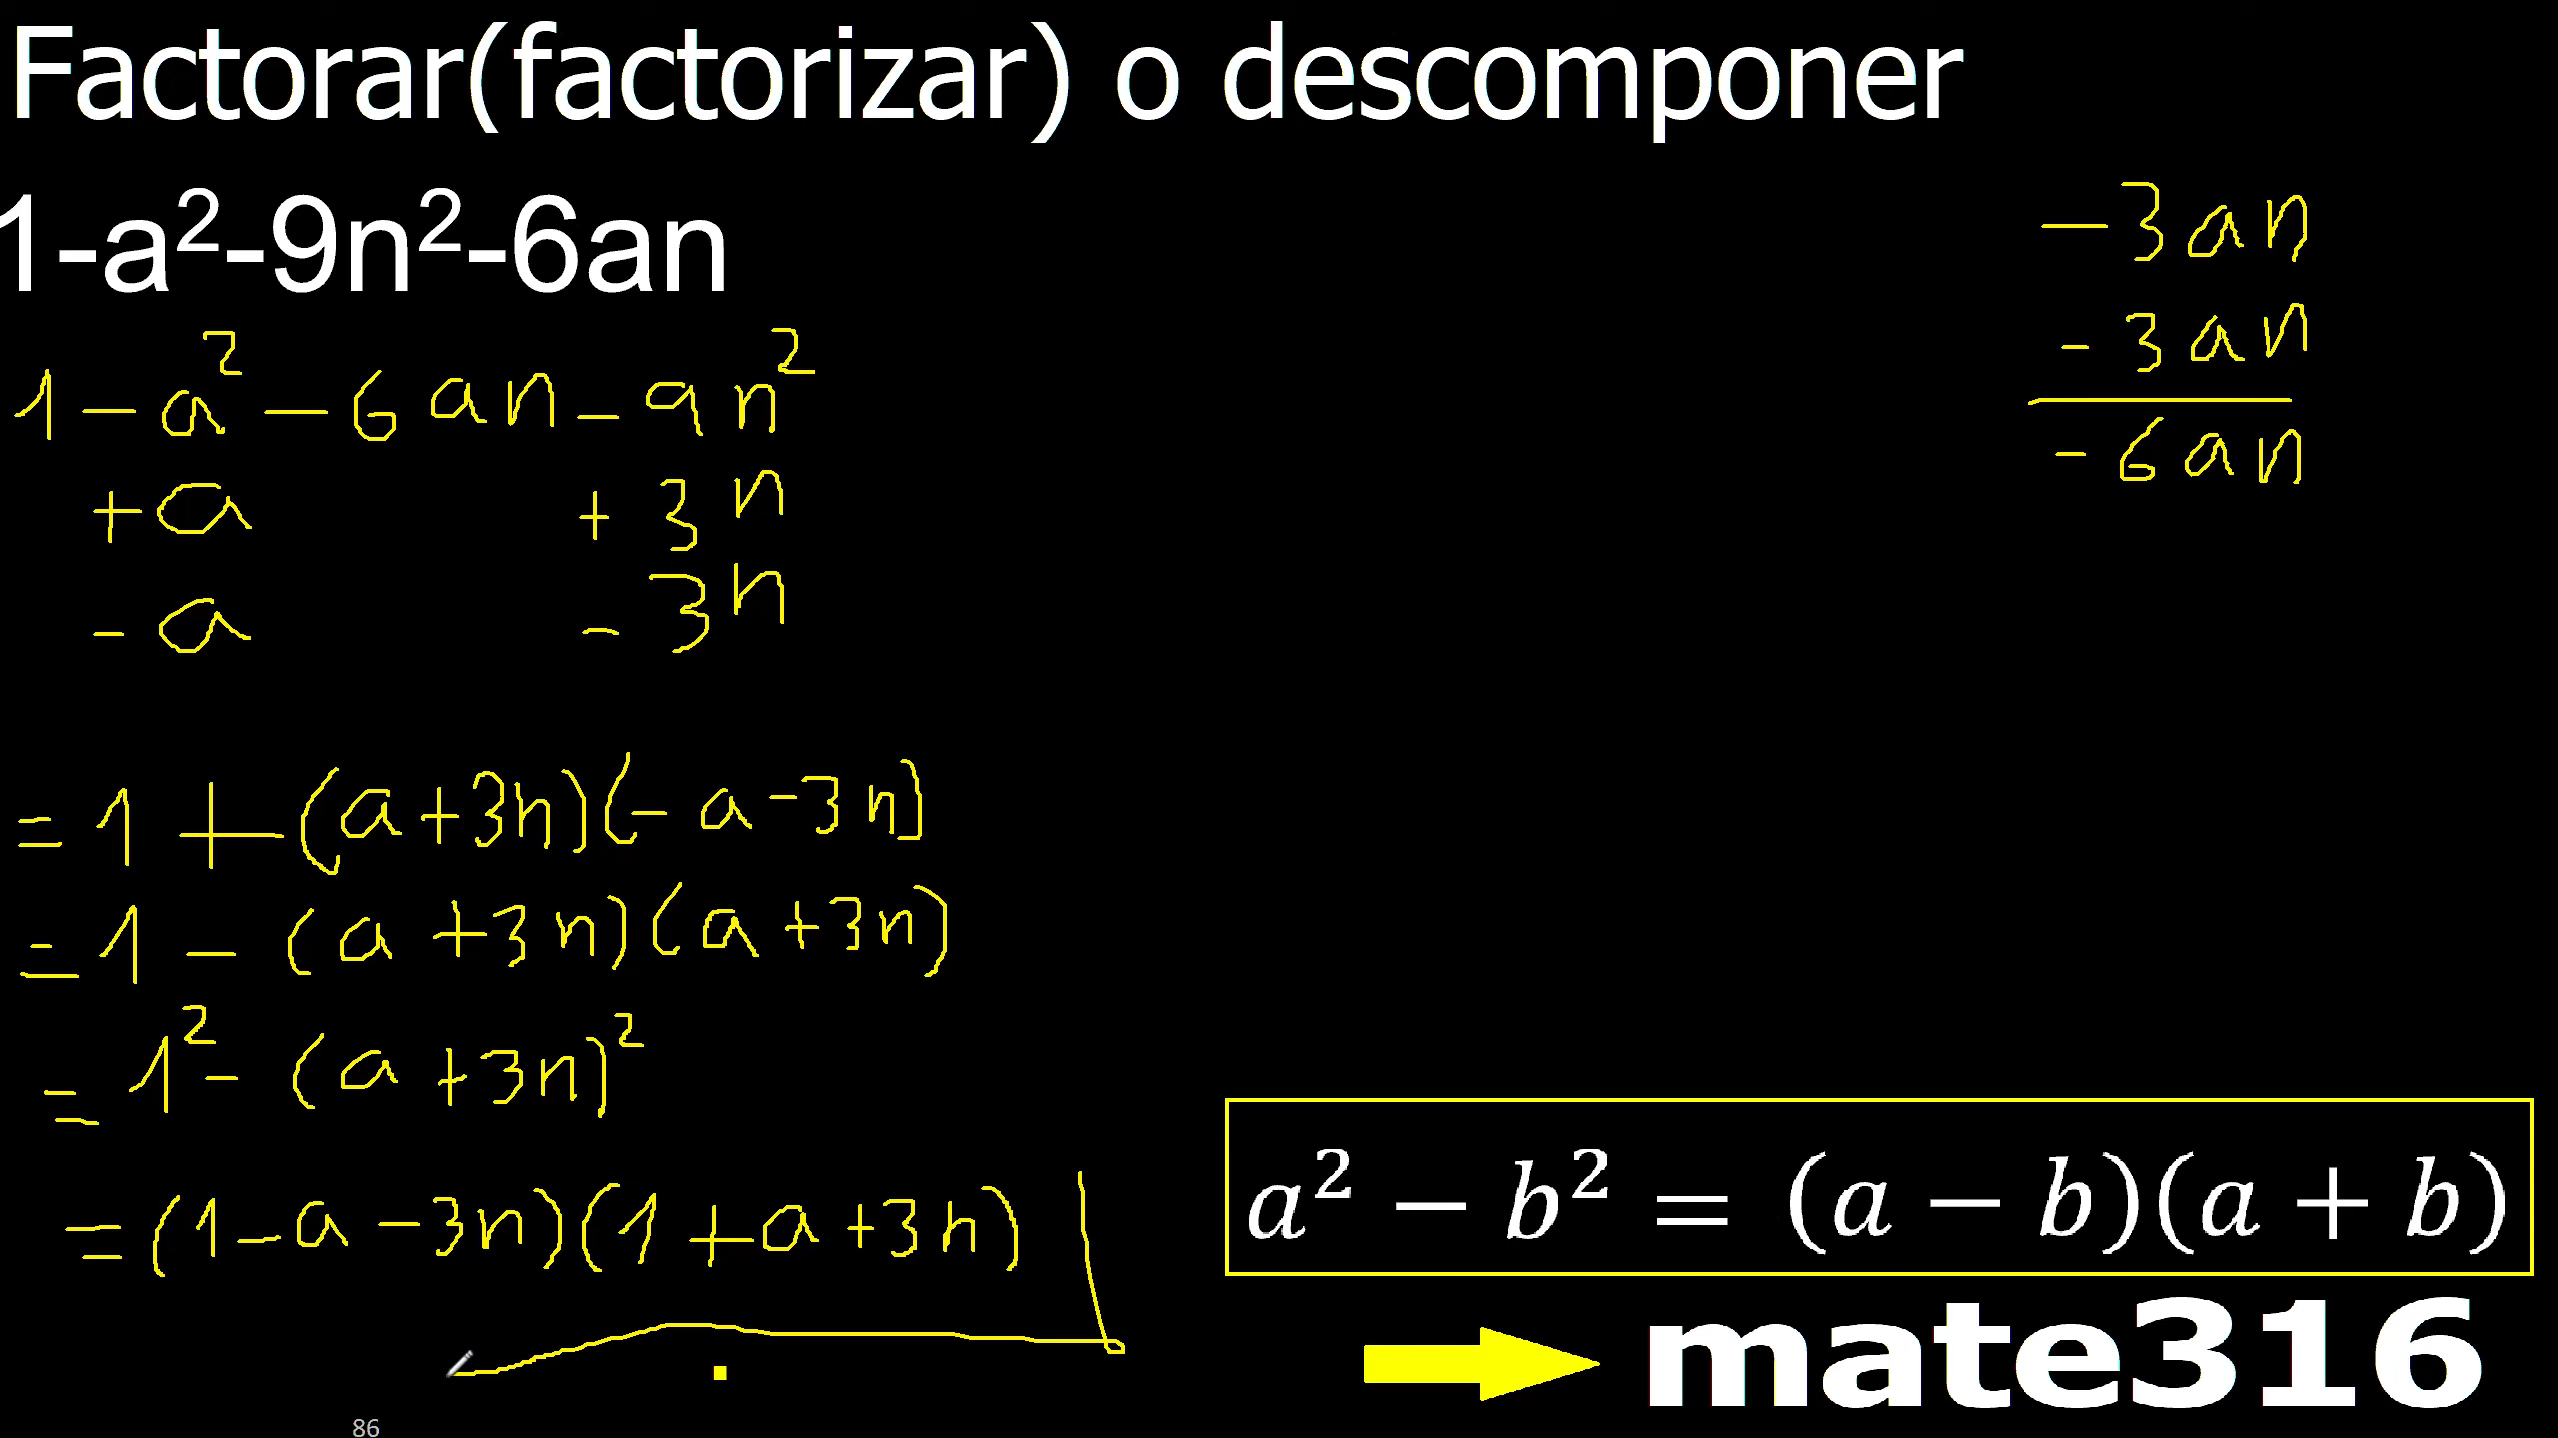 Factorar(factorizar) o descomponer
1-a²-9n²-6an
1 - a² - 6an - 9n²
+a +3n
-a -3n
-3an
-3an
-6an
= 1 + (a+3n)(-a-3n)
= 1 - (a+3n)(a+3n)
= 1² - (a+3n)²
= (1-a-3n)(1+a+3n)
a² − b² = (a − b)(a + b)
mate316
86